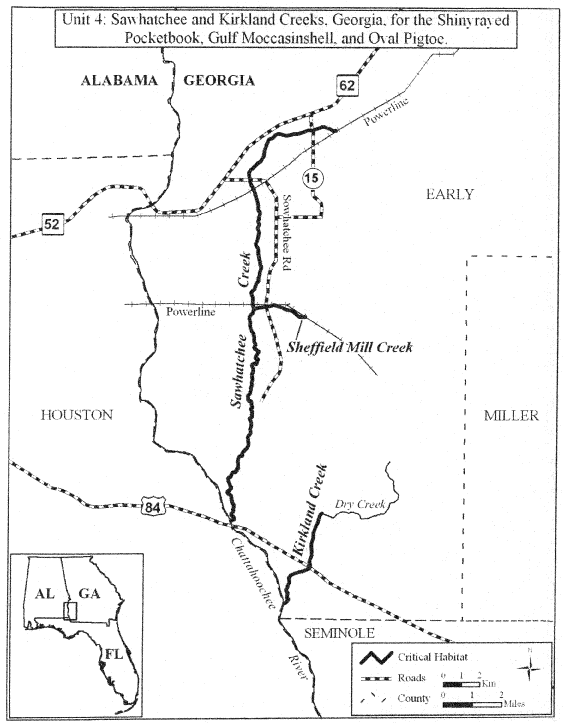 Unit 4: Sawhatchee and Kirkland Creeks, Georgia, for the Shinyrayed
Pocketbook, Gulf Moccasinshell, and Oval Pigtoe.
ALABAMA
GEORGIA
62
Powerline
15
EARLY
52
Sowhatchee Rd
Creek
Powerline
Sheffield Mill Creek
Sawhatchee
HOUSTON
MILLER
Kirkland Creek
84
Dry Creek
Chattahoochee
AL
GA
FL
SEMINOLE
River
N
Critical Habitat
Roads
0 1 2
Km
County
0 1 2
Miles